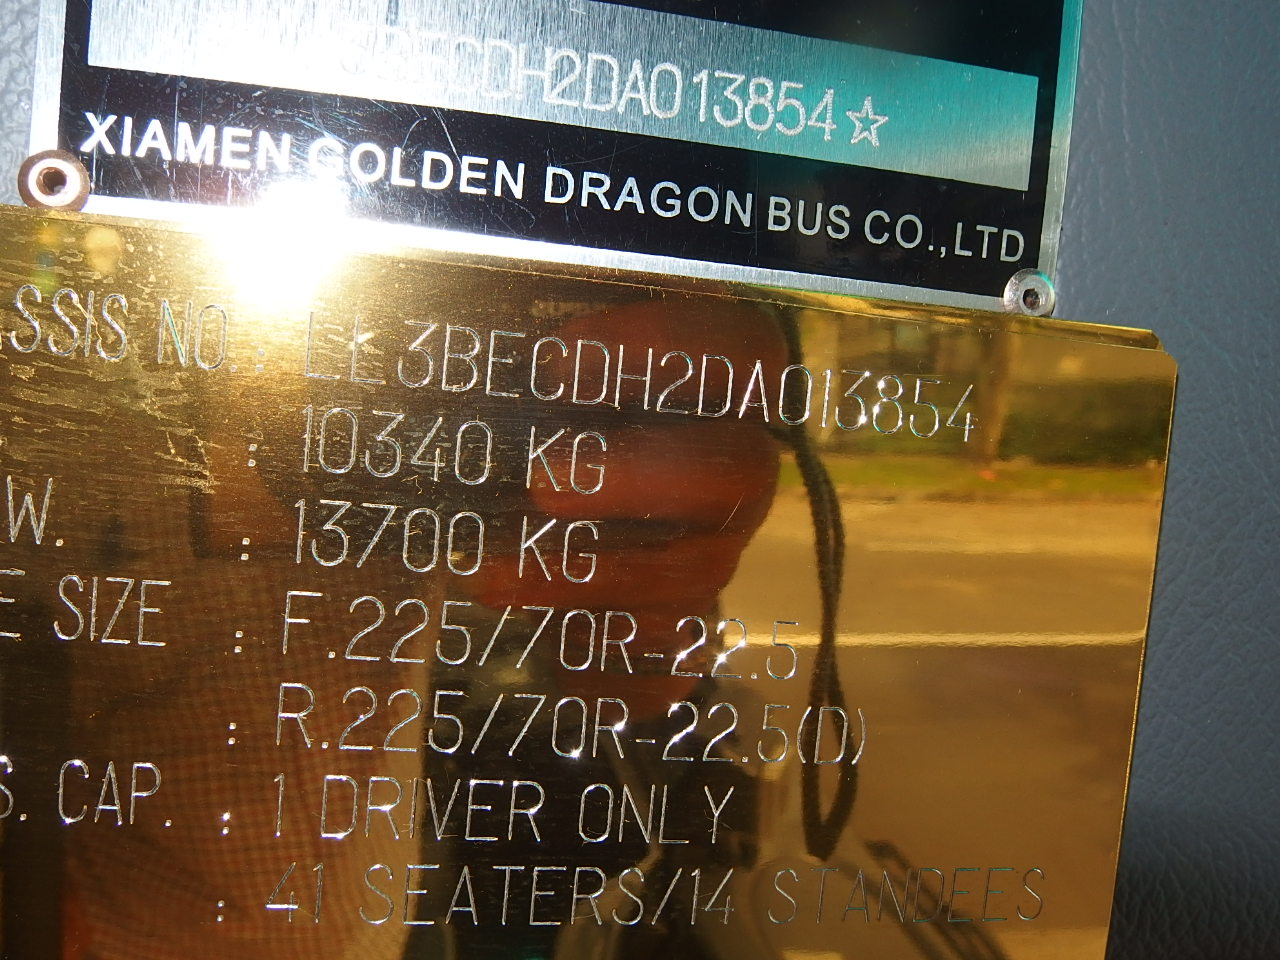 3BECDH2DA013854☆
XIAMEN GOLDEN DRAGON BUS CO.,LTD
SSIS NO. : LL3BECDH2DA013854
: 10340 KG
W. : 13700 KG
E SIZE : F.225/70R-22.5
: R.225/70R-22.5(D)
S. CAP. : 1 DRIVER ONLY
: 41 SEATERS/14 STANDEES